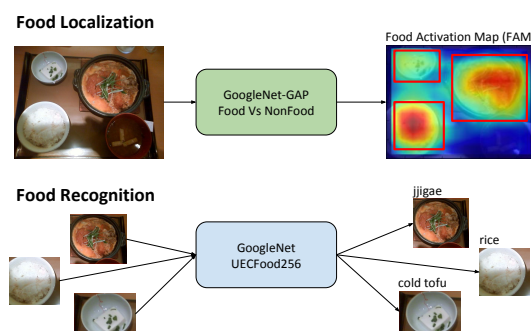 Food Localization
Food Activation Map (FAM
GoogleNet-GAP
Food Vs NonFood
Food Recognition
jjigae
GoogleNet
UECFood256
rice
cold tofu